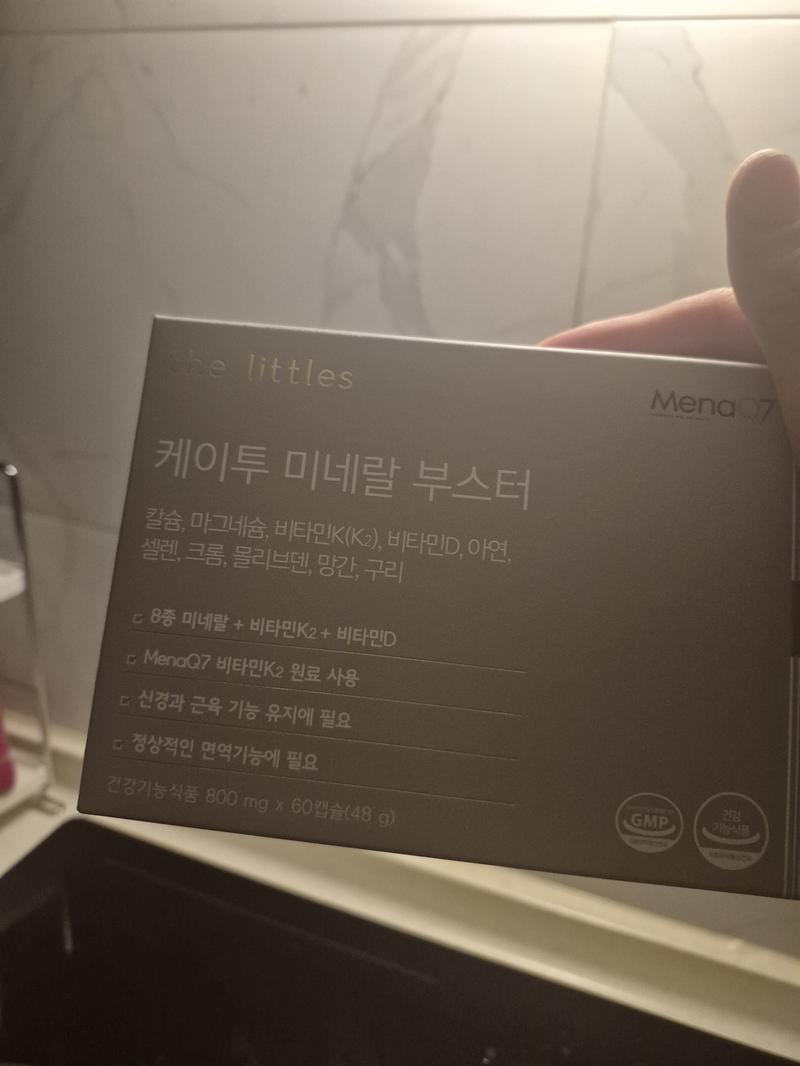 the littles
MenaQ7
케이투 미네랄 부스터
칼슘, 마그네슘, 비타민K(K2), 비타민D, 아연,
셀렌, 크롬, 몰리브덴, 망간, 구리
8종 미네랄 + 비타민K2 + 비타민D
MenaQ7 비타민K2 원료 사용
신경과 근육 기능 유지에 필요
정상적인 면역기능에 필요
건강기능식품 800 mg x 60캡슐(48 g)
GMP
건강
기능식품